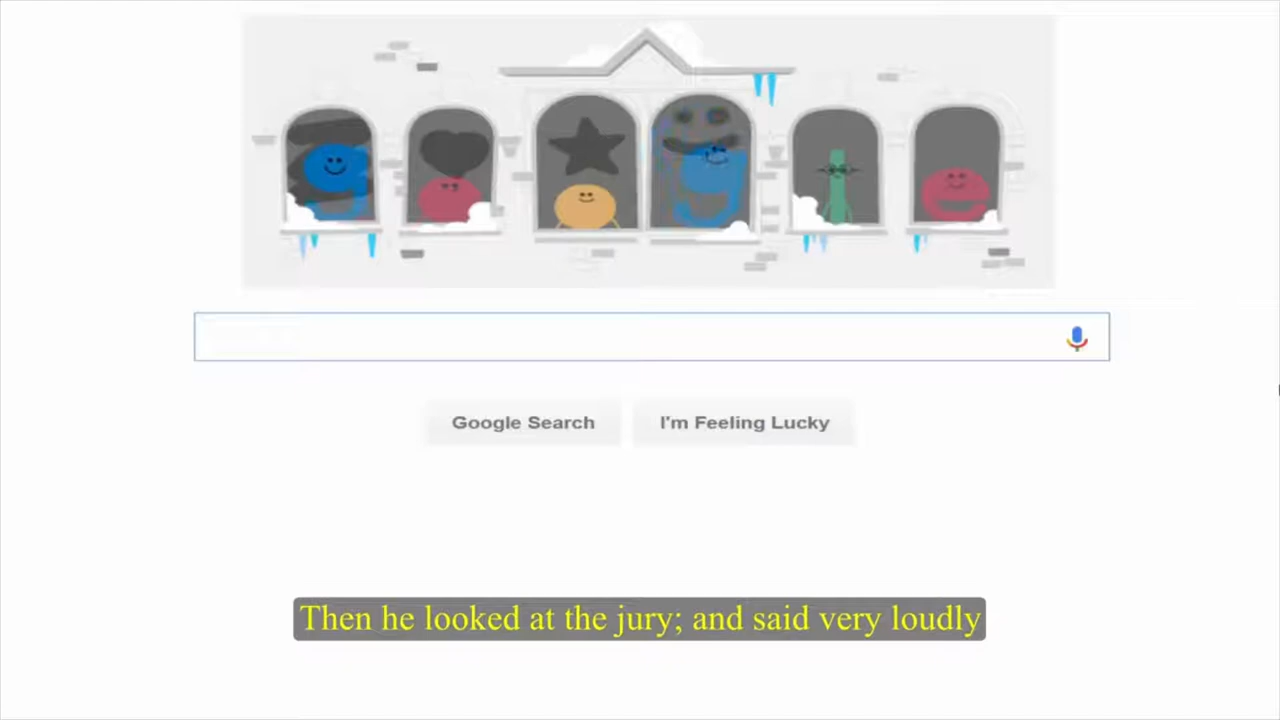 Google Search
I'm Feeling Lucky
Then he looked at the jury; and said very loudly